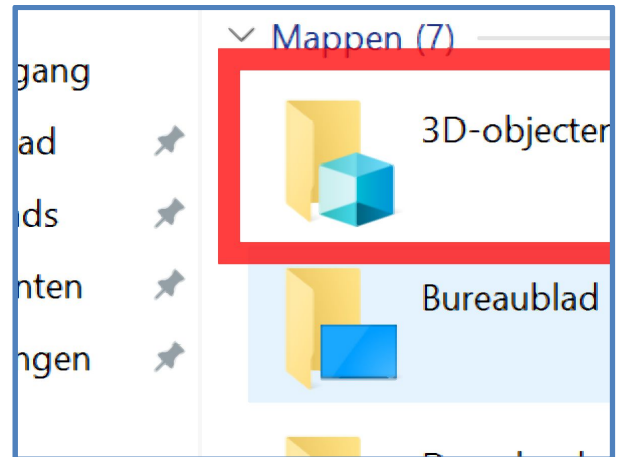 Mappen (7)
gang
ad
ds
nten
ngen
3D-objecten
Bureaublad